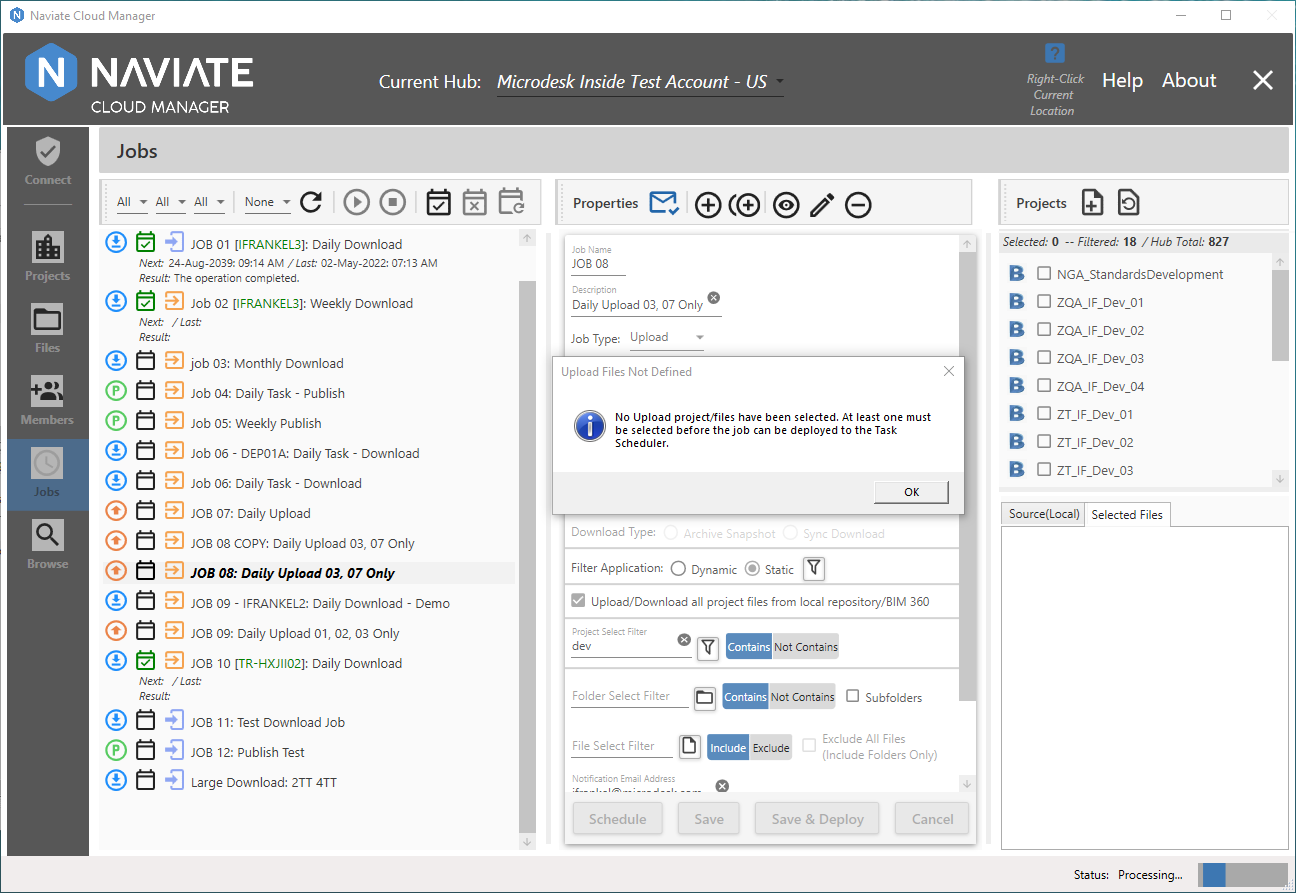 Naviate Cloud Manager
NAVIATE
CLOUD MANAGER
Current Hub: Microdesk Inside Test Account - US
?
Right-Click
Current
Location
Help About
Connect
Projects
Files
Members
Jobs
Browse
Jobs
All All All None
JOB 01 [IFRANKEL3]: Daily Download
Next: 24-Aug-2039: 09:14 AM / Last: 02-May-2022: 07:13 AM
Result: The operation completed.
Job 02 [IFRANKEL3]: Weekly Download
Next: / Last:
Result:
job 03: Monthly Download
P Job 04: Daily Task - Publish
P Job 05: Weekly Publish
Job 06 - DEP01A: Daily Task - Download
Job 06: Daily Task - Download
JOB 07: Daily Upload
JOB 08 COPY: Daily Upload 03, 07 Only
JOB 08: Daily Upload 03, 07 Only
JOB 09 - IFRANKEL2: Daily Download - Demo
JOB 09: Daily Upload 01, 02, 03 Only
JOB 10 [TR-HXJII02]: Daily Download
Next: / Last:
Result:
JOB 11: Test Download Job
P JOB 12: Publish Test
Large Download: 2TT 4TT
Properties
Job Name
JOB 08
Description
Daily Upload 03, 07 Only
Job Type: Upload
Upload Files Not Defined
No Upload project/files have been selected. At least one must
be selected before the job can be deployed to the Task
Scheduler.
OK
Download Type: Archive Snapshot Sync Download
Filter Application: Dynamic Static
Upload/Download all project files from local repository/BIM 360
Project Select Filter
dev
Contains Not Contains
Folder Select Filter Contains Not Contains Subfolders
File Select Filter Include Exclude Exclude All Files
(Include Folders Only)
Notification Email Address
ifrankel@microdesk.com
Schedule Save Save & Deploy Cancel
Projects
Selected: 0 -- Filtered: 18 / Hub Total: 827
B NGA_StandardsDevelopment
B ZQA_IF_Dev_01
B ZQA_IF_Dev_02
B ZQA_IF_Dev_03
B ZQA_IF_Dev_04
B ZT_IF_Dev_01
B ZT_IF_Dev_02
B ZT_IF_Dev_03
Source(Local) Selected Files
Status: Processing...